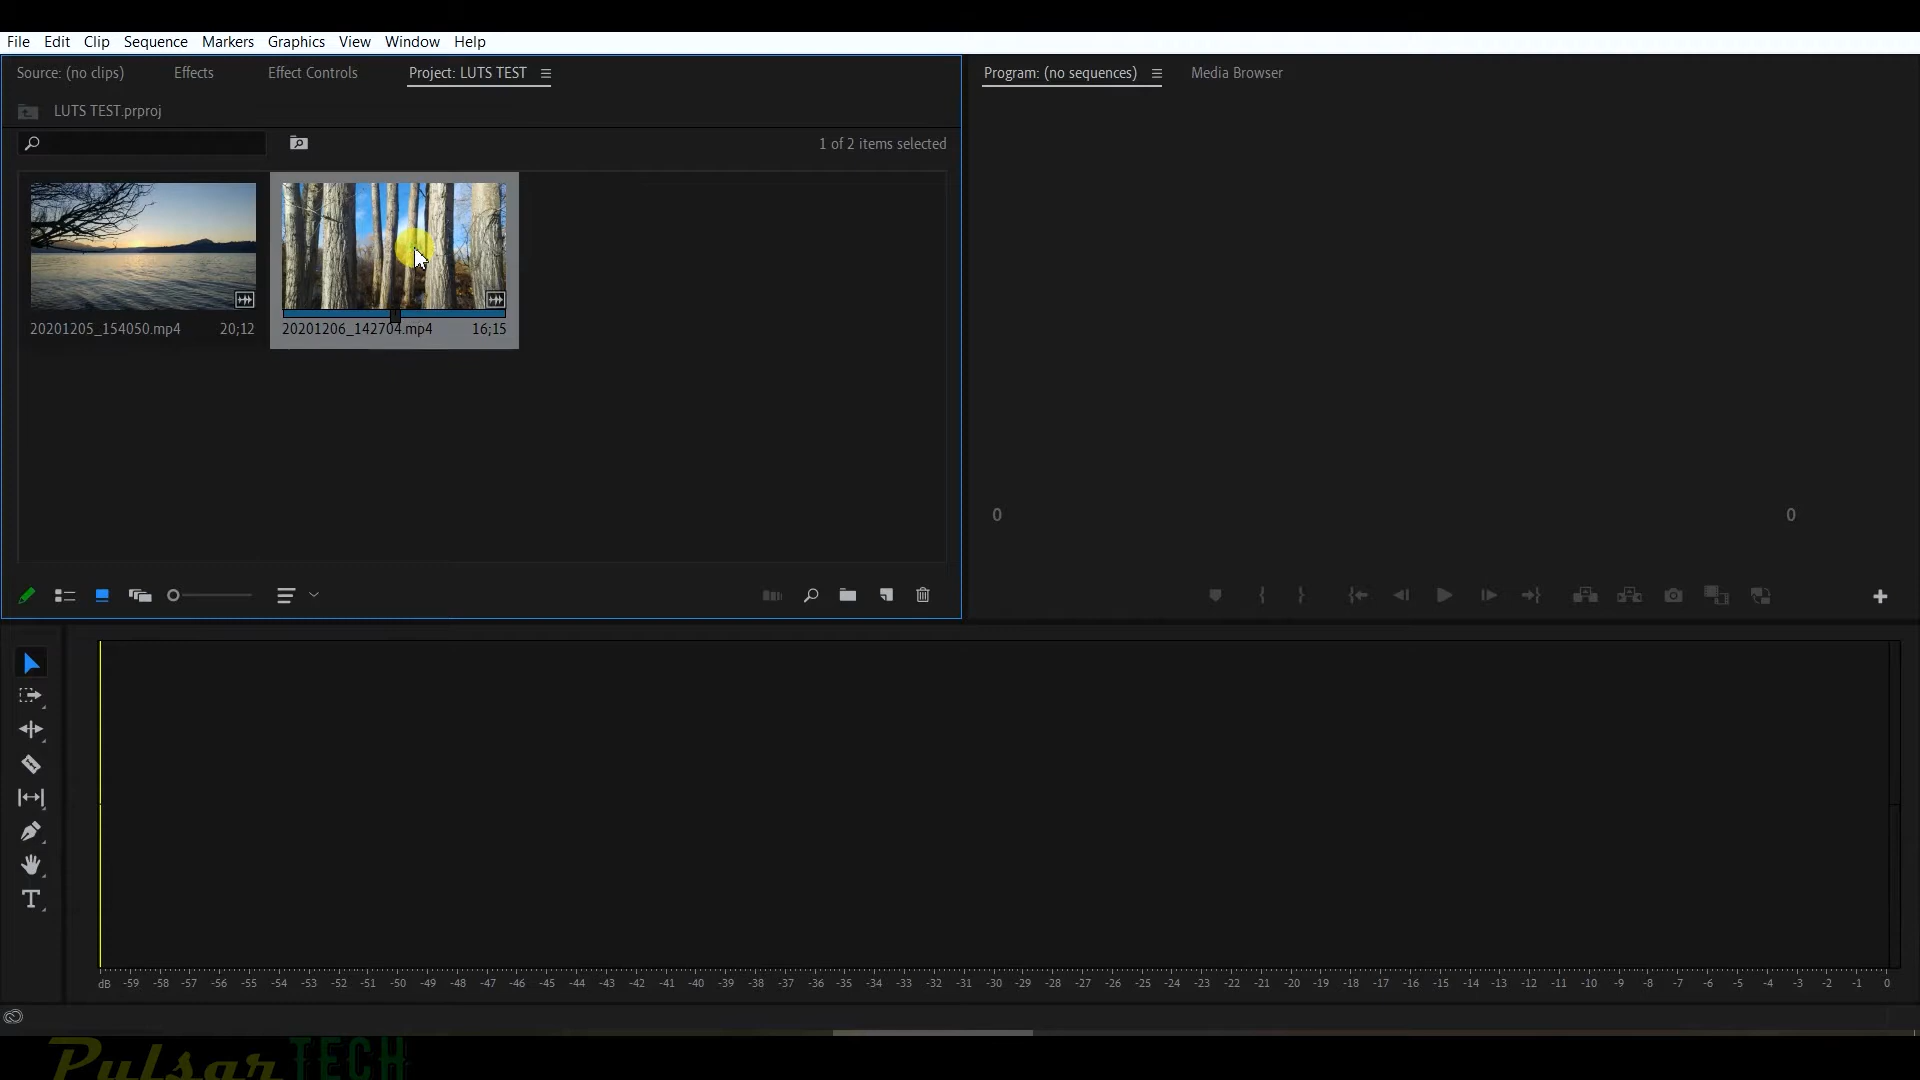 File Edit Clip Sequence Markers Graphics View Window Help
Source: (no clips) Effects Effect Controls Project: LUTS TEST Program: (no sequences) Media Browser
LUTS TEST.prproj
1 of 2 items selected
20201205_154050.mp4 20;12 20201206_142704.mp4 16;15
0 0
T
dB -59 -58 -57 -56 -55 -54 -53 -52 -51 -50 -49 -48 -47 -46 -45 -44 -43 -42 -41 -40 -39 -38 -37 -36 -35 -34 -33 -32 -31 -30 -29 -28 -27 -26 -25 -24 -23 -22 -21 -20 -19 -18 -17 -16 -15 -14 -13 -12 -11 -10 -9 -8 -7 -6 -5 -4 -3 -2 -1 0
Pulsar TECH